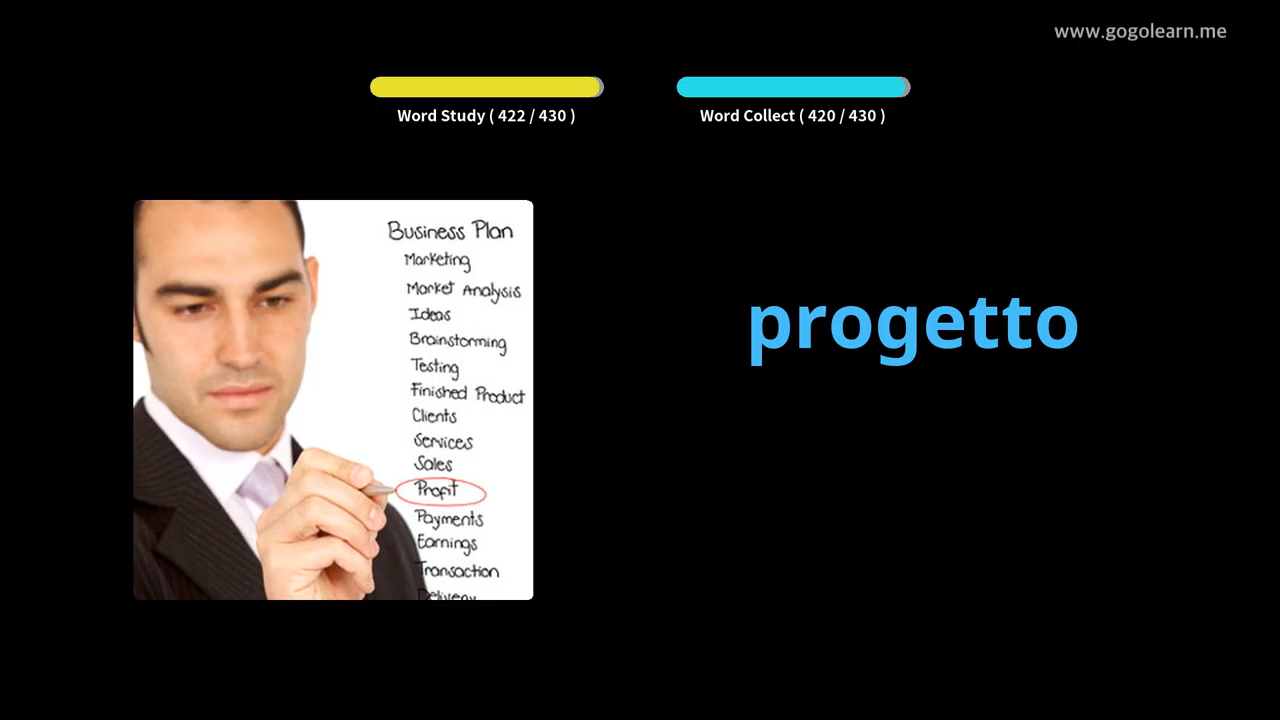 www.gogolearn.me
Word Study ( 422 / 430 )
Word Collect ( 420 / 430 )
Business Plan
Marketing
Market Analysis
Ideas
Brainstorming
Testing
Finished Product
Clients
Services
Sales
Profit
Payments
Earnings
Transaction
Delivery
progetto